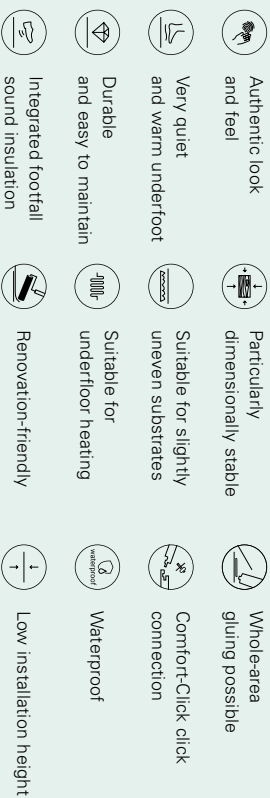 Authentic look
and feel
Very quiet
and warm underfoot
Durable
and easy to maintain
Integrated footfall
sound insulation
Particularly
dimensionally stable
Suitable for slightly
uneven substrates
Suitable for
underfloor heating
Renovation-friendly
Whole-area
gluing possible
Comfort-Click click
connection
waterproof
Waterproof
Low installation height